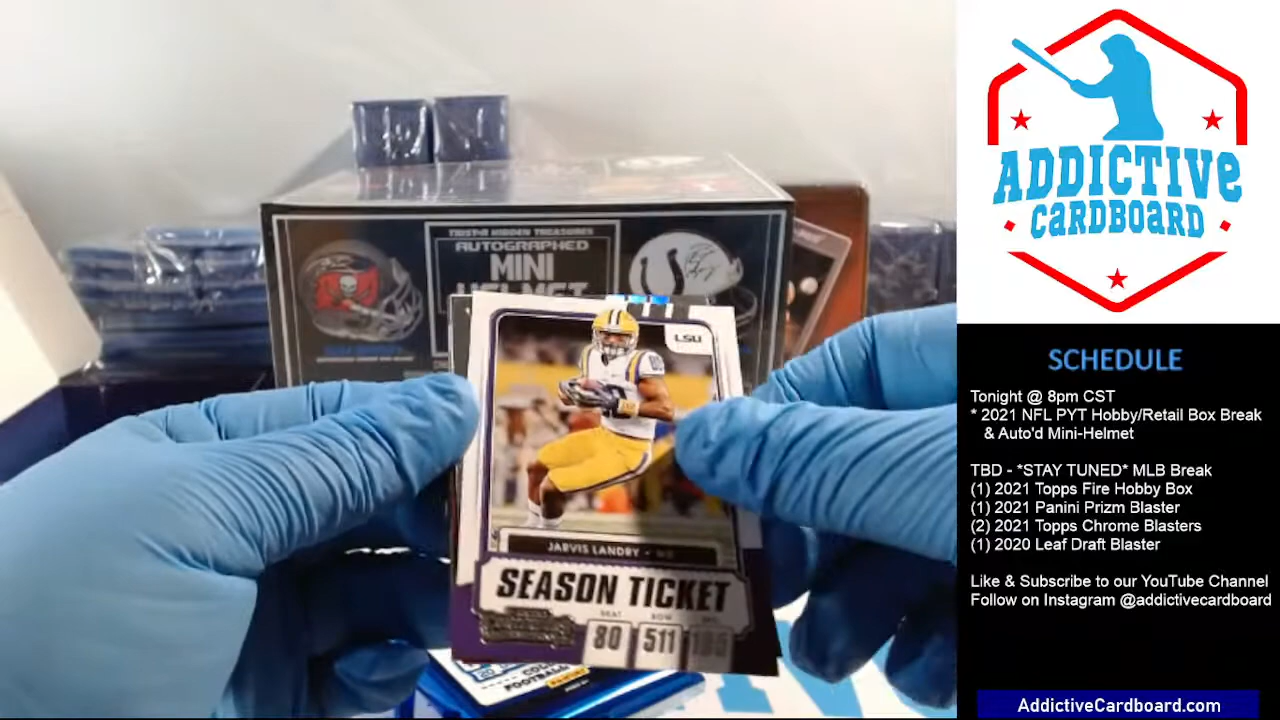 TRISTAR HIDDEN TREASURES
AUTOGRAPHED
MINI
HELMET
LSU
JARVIS LANDRY • WR
SEASON TICKET
SEAT
ROW
80
511
FOOTBALL
ADDICTIVE
CARDBOARD
SCHEDULE
Tonight @ 8pm CST
* 2021 NFL PYT Hobby/Retail Box Break
& Auto'd Mini-Helmet
TBD - *STAY TUNED* MLB Break
(1) 2021 Topps Fire Hobby Box
(1) 2021 Panini Prizm Blaster
(2) 2021 Topps Chrome Blasters
(1) 2020 Leaf Draft Blaster
Like & Subscribe to our YouTube Channel
Follow on Instagram @addictivecardboard
AddictiveCardboard.com